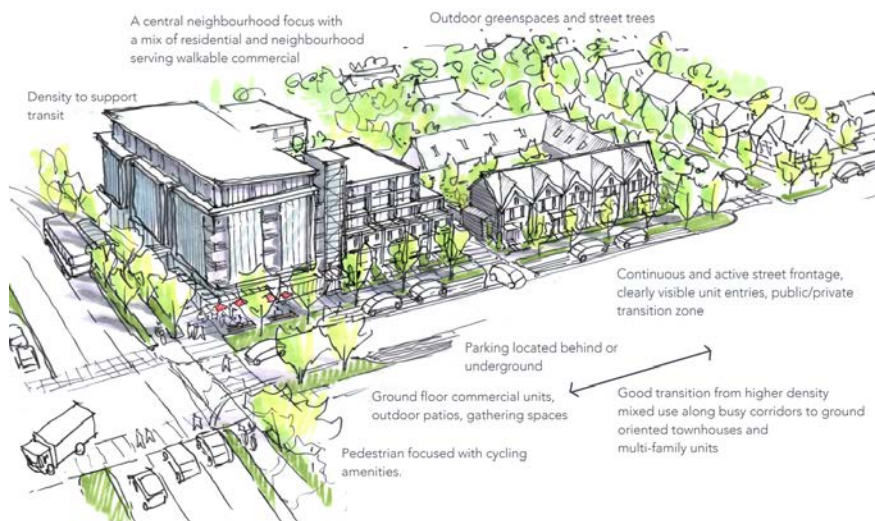 A central neighbourhood focus with
a mix of residential and neighbourhood
serving walkable commercial
Outdoor greenspaces and street trees
Density to support
transit
Continuous and active street frontage,
clearly visible unit entries, public/private
transition zone
Parking located behind or
underground
Ground floor commercial units,
outdoor patios, gathering spaces
Good transition from higher density
mixed use along busy corridors to ground
oriented townhouses and
multi-family units
Pedestrian focused with cycling
amenities.